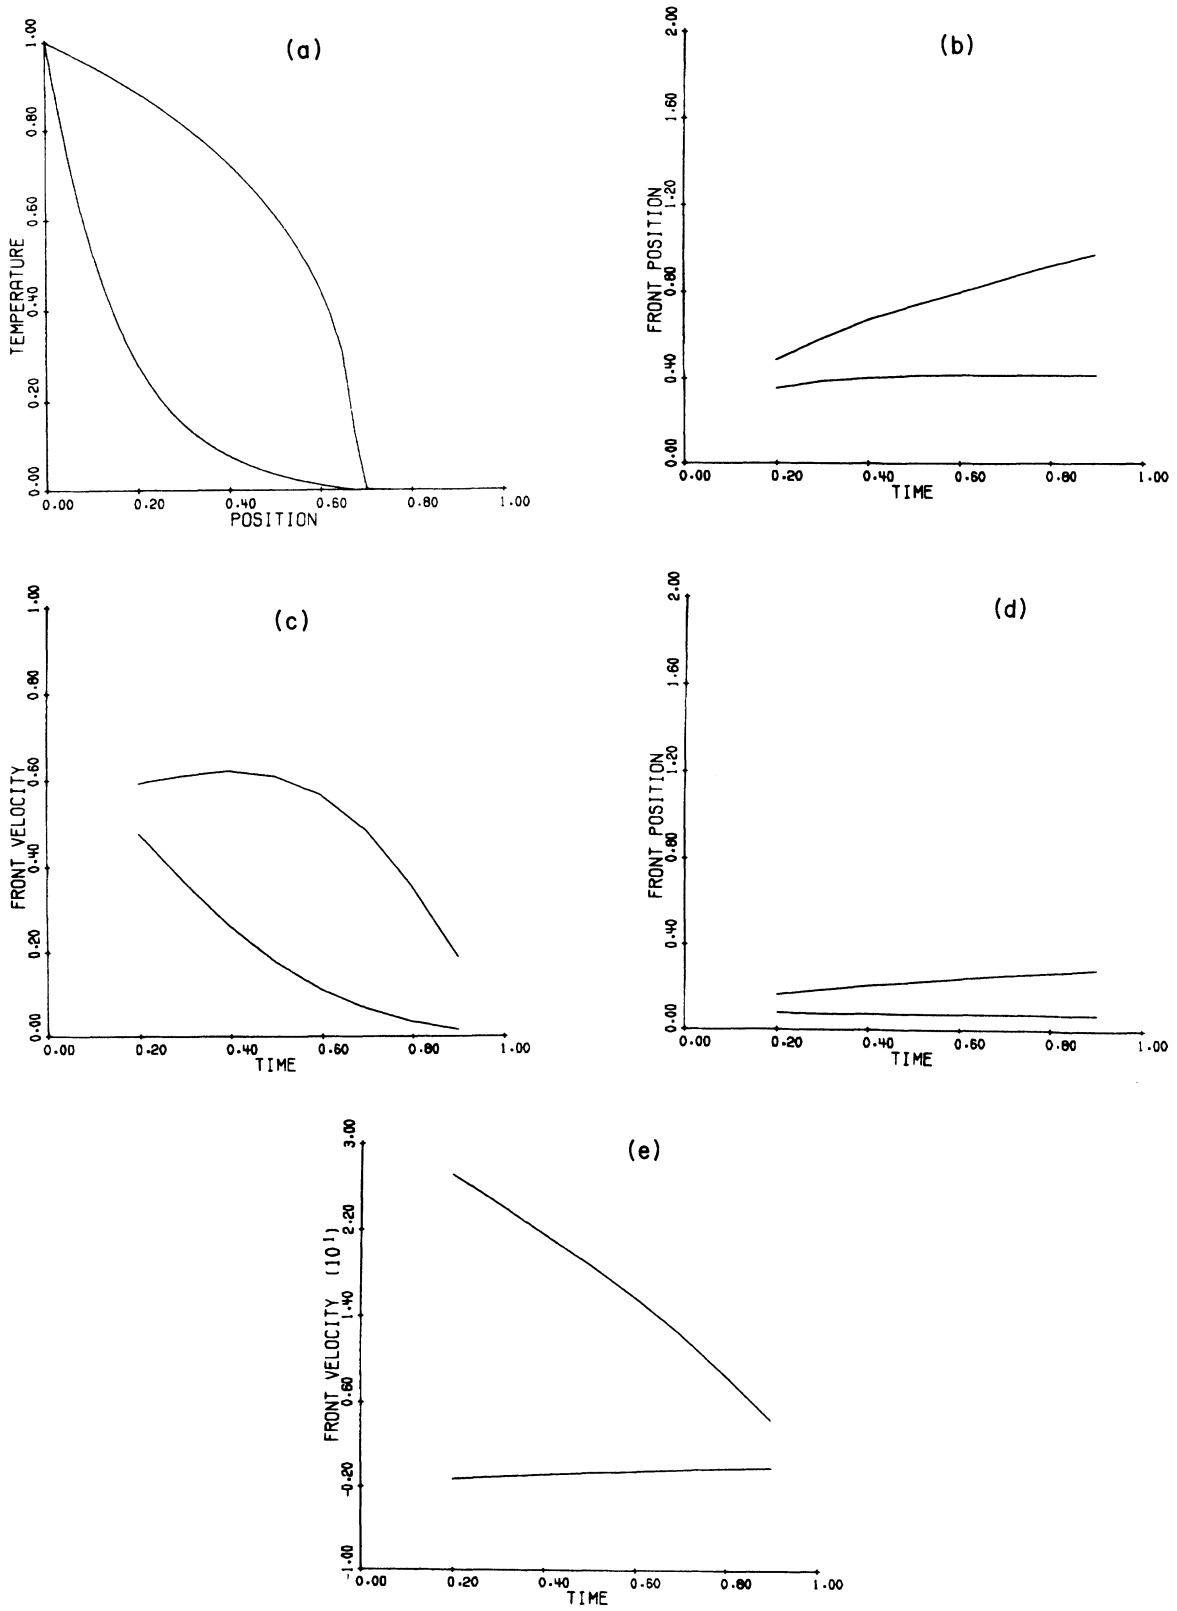 (a)
1.00
0.80
0.60
0.40
0.20
0.00
TEMPERATURE
0.00 0.20 0.40 0.60 0.80 1.00
POSITION
(b)
2.00
1.60
1.20
0.80
0.40
0.00
FRONT POSITION
0.00 0.20 0.40 0.60 0.80 1.00
TIME
(c)
1.00
0.80
0.60
0.40
0.20
0.00
FRONT VELOCITY
0.00 0.20 0.40 0.60 0.80 1.00
TIME
(d)
2.00
1.60
1.20
0.80
0.40
0.00
FRONT POSITION
0.00 0.20 0.40 0.60 0.80 1.00
TIME
(e)
3.00
2.20
1.40
0.60
-0.20
-1.00
FRONT VELOCITY (10¹)
0.00 0.20 0.40 0.60 0.80 1.00
TIME